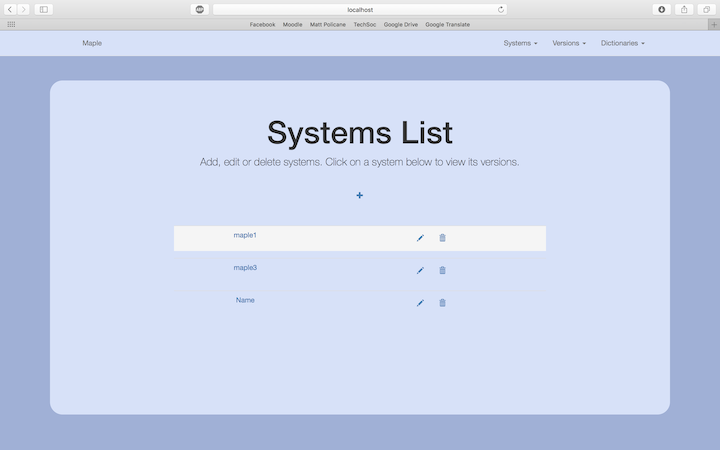 localhost
Facebook Moodle Matt Policane TechSoc Google Drive Google Translate
Maple Systems Versions Dictionaries
Systems List
Add, edit or delete systems. Click on a system below to view its versions.
+
maple1
maple3
Name